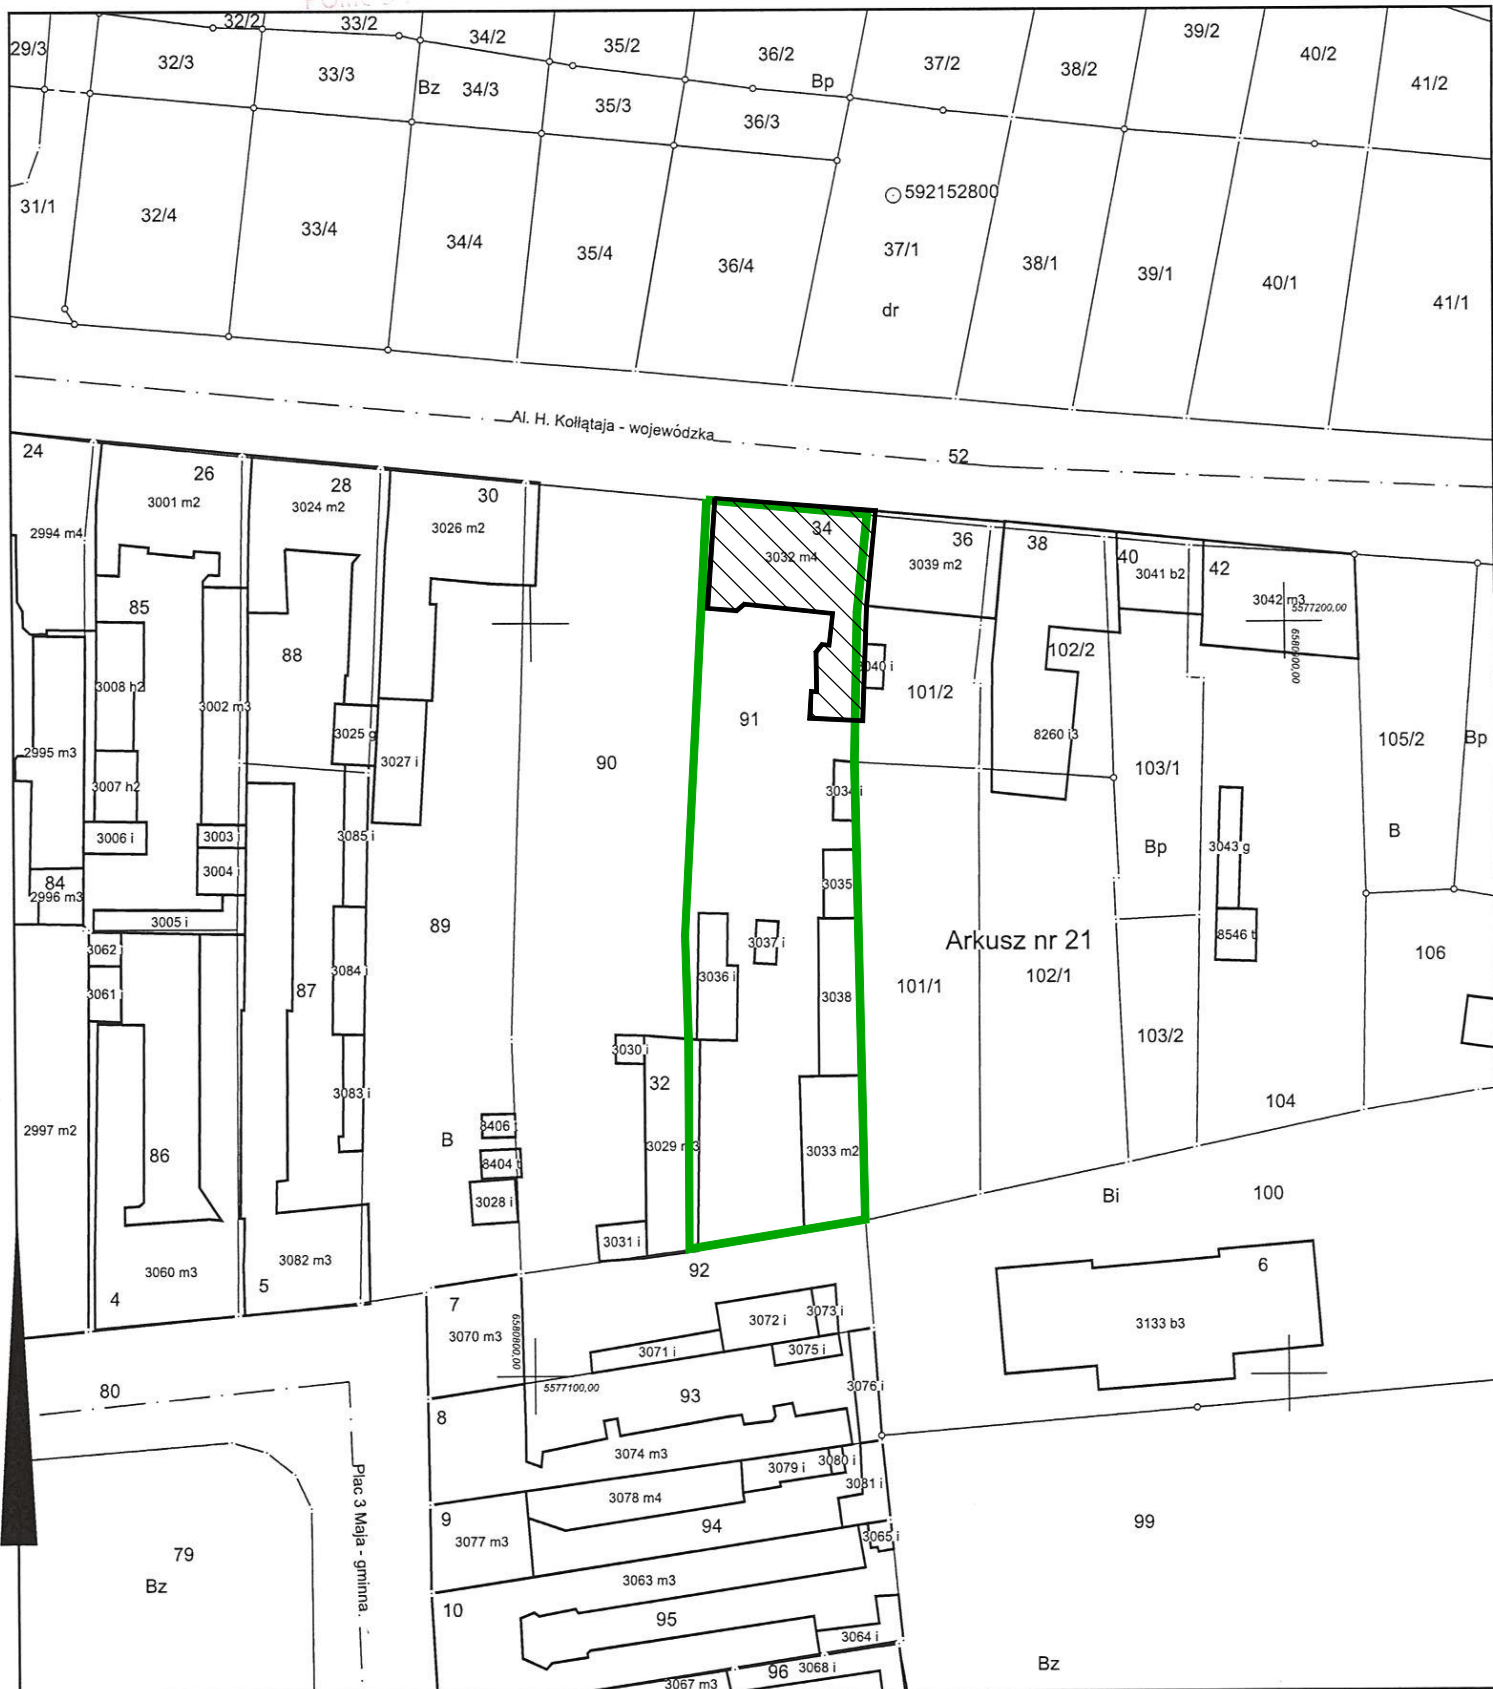 32/2
33/2
34/2
35/2
36/2
37/2
38/2
39/2
40/2
41/2
29/3
32/3
33/3
Bz
34/3
35/3
36/3
Bp
31/1
32/4
33/4
34/4
35/4
36/4
592152800
37/1
dr
38/1
39/1
40/1
41/1
Al. H. Kołłątaja - wojewódzka
52
24
26
28
30
34
36
38
40
42
2994 m4
3001 m2
3024 m2
3026 m2
3032 m4
3039 m2
3041 b2
3042 m3
5577200,00
6580900,00
85
88
3008 h2
3002 m3
3025 g
3027 i
90
91
3040 i
101/2
102/2
8260 i3
103/1
105/2
Bp
2995 m3
3007 h2
3006 i
3003 i
3004 i
3085 i
3034 i
Bp
3043 g
B
84
2996 m3
3005 i
89
3035
3036 i
3037 i
3038
Arkusz nr 21
8546 t
106
3062 i
3061 i
87
3084 i
101/1
102/1
103/2
3030 i
32
3083 i
104
2997 m2
86
B
8406
8404 t
3028 i
3029 m3
3033 m2
3031 i
Bi
100
3060 m3
4
3082 m3
5
92
6
7
3070 m3
6580800,00
5577100,00
3071 i
3072 i
3073 i
3075 i
3133 b3
80
8
93
3076 i
3074 m3
3079 i
3080 i
3081 i
3078 m4
Plac 3 Maja - gminna
79
Bz
9
3077 m3
94
3065 i
99
3063 m3
10
95
3064 i
96
3068 i
3067 m3
Bz